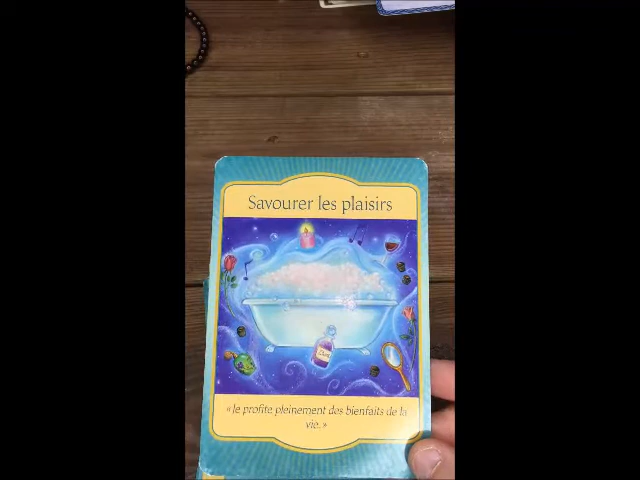 Savourer les plaisirs
«Je profite pleinement des bienfaits de la
vie.»